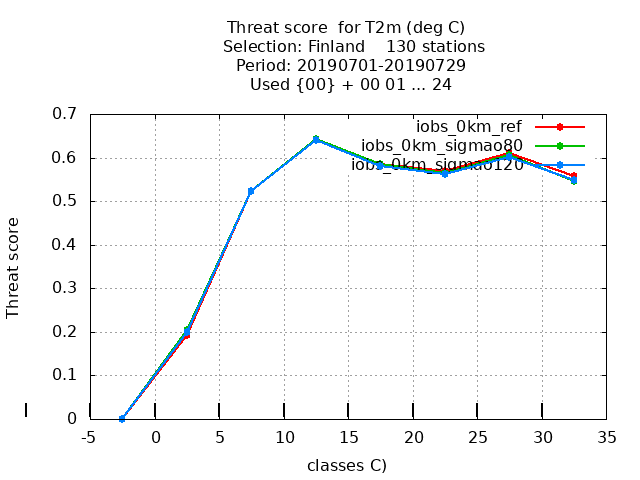 Threat score  for T2m (deg C)
Selection: Finland    130 stations
Period: 20190701-20190729
Used {00} + 00 01 ... 24
iobs_0km_ref
iobs_0km_sigmao80
iobs_0km_sigmao120
Threat score
0.7
0.6
0.5
0.4
0.3
0.2
0.1
0
-5 0 5 10 15 20 25 30 35
classes C)